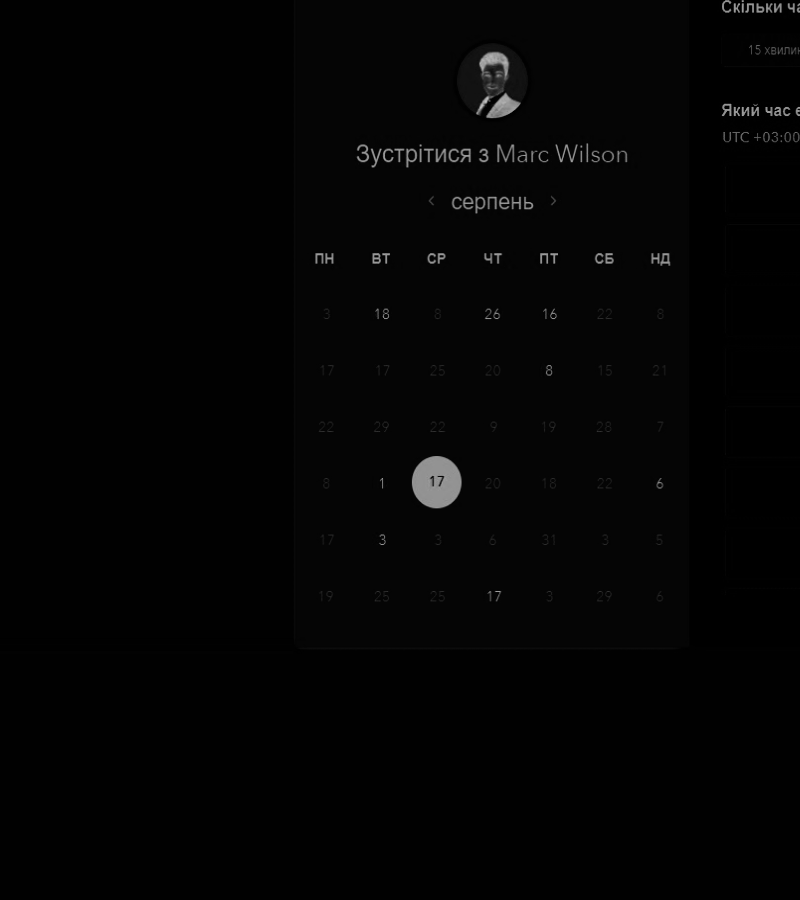 Скільки ча
15 хвилин
Який час є
UTC +03:00
Зустрітися з Marc Wilson
серпень
ПН ВТ СР ЧТ ПТ СБ НД
3 18 8 26 16 22 8
17 17 25 20 8 15 21
22 29 22 9 19 28 7
8 1 17 20 18 22 6
17 3 3 6 31 3 5
19 25 25 17 3 29 6